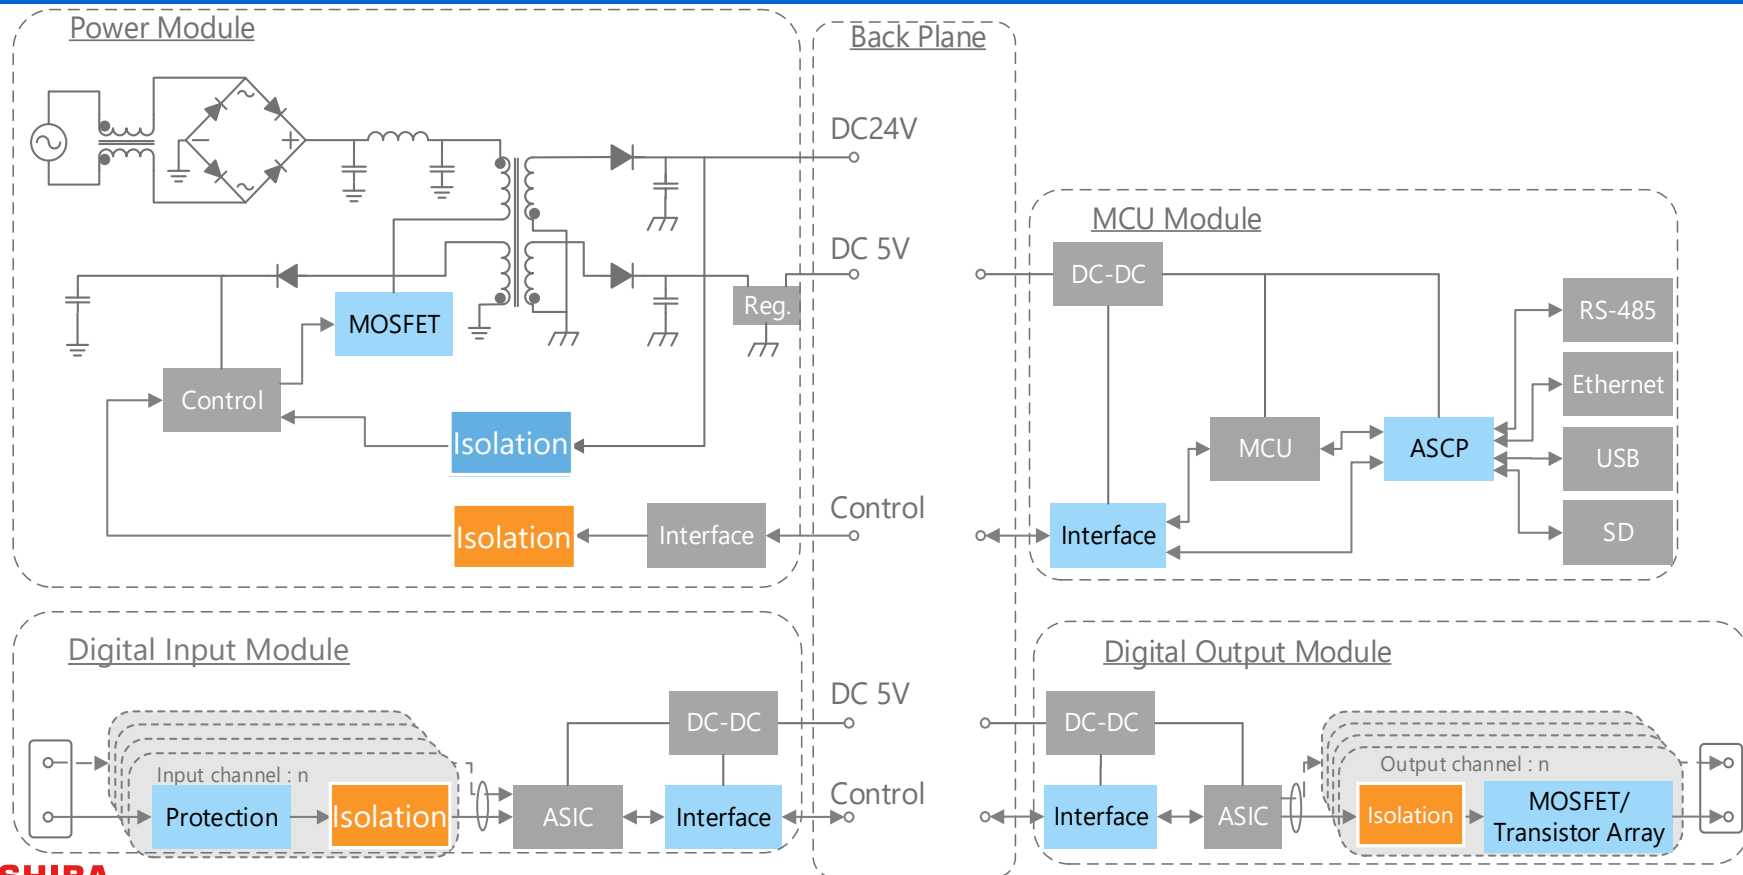 Power Module
Back Plane
DC24V
MCU Module
DC 5V
DC-DC
Reg.
RS-485
MOSFET
Ethernet
Control
Isolation
MCU
ASCP
USB
Control
Isolation
Interface
Interface
SD
Digital Input Module
Digital Output Module
DC 5V
DC-DC
DC-DC
Input channel : n
Output channel : n
Control
Protection
Isolation
ASIC
Interface
Interface
ASIC
Isolation
MOSFET/
Transistor Array